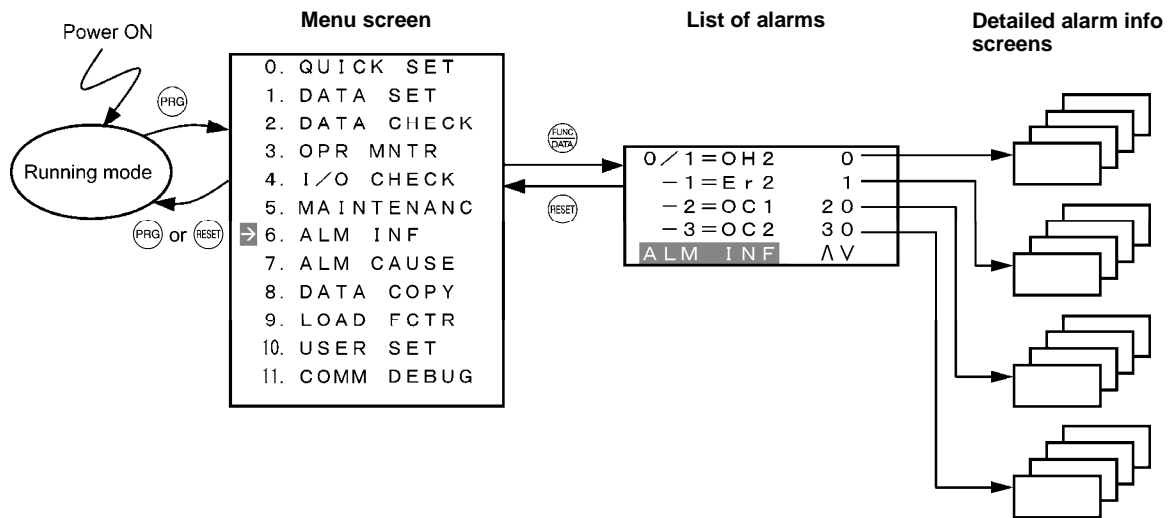 Menu screen
List of alarms
Detailed alarm info
screens
Power ON
PRG
Running mode
PRG or RESET
0. QUICK SET
1. DATA SET
2. DATA CHECK
3. OPR MNTR
4. I/O CHECK
5. MAINTENANC
→ 6. ALM INF
7. ALM CAUSE
8. DATA COPY
9. LOAD FCTR
10. USER SET
11. COMM DEBUG
FUNC
DATA
RESET
0/1=OH2 0
-1=Er2 1
-2=OC1 20
-3=OC2 30
ALM INF ∧∨